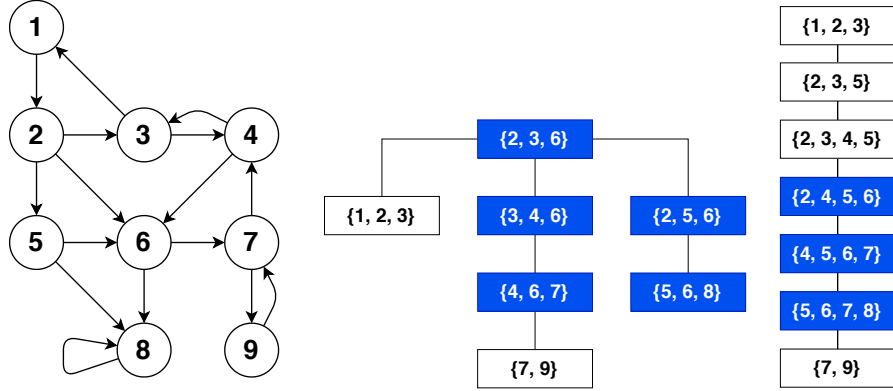 1
2
3
4
5
6
7
8
9
{2, 3, 6}
{1, 2, 3}
{3, 4, 6}
{2, 5, 6}
{4, 6, 7}
{5, 6, 8}
{7, 9}
{1, 2, 3}
{2, 3, 5}
{2, 3, 4, 5}
{2, 4, 5, 6}
{4, 5, 6, 7}
{5, 6, 7, 8}
{7, 9}